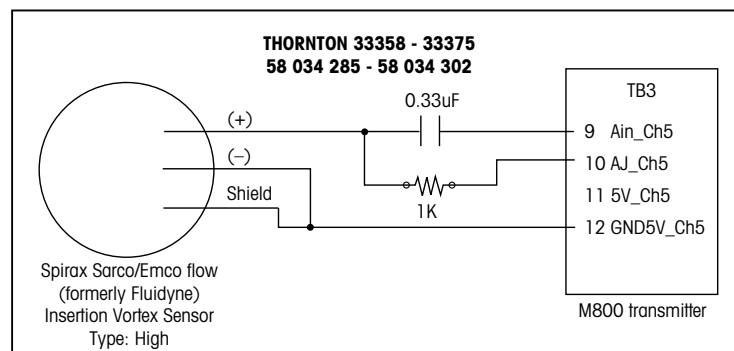 THORNTON 33358 - 33375
58 034 285 - 58 034 302
0.33uF
TB3
(+)
9 Ain_Ch5
(–)
10 AJ_Ch5
Shield
1K
11 5V_Ch5
12 GND5V_Ch5
Spirax Sarco/Emco flow
(formerly Fluidyne)
Insertion Vortex Sensor
Type: High
M800 transmitter